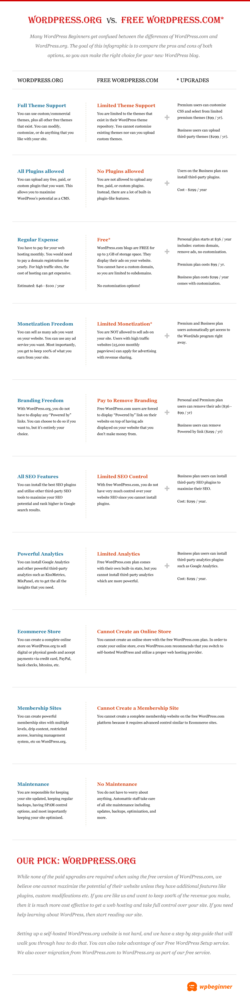 WORDPRESS.ORG VS. FREE WORDPRESS.COM*
Many WordPress Beginners get confused between the differences of WordPress.com and
WordPress.org. The goal of this infographic is to compare the pros and cons of both
options, so you can make the right choice for your new WordPress blog.
WORDPRESS.ORG
FREE WORDPRESS.COM
* UPGRADES
Full Theme Support
You can use custom/commercial
themes, plus all other free themes
that exist. You can modify,
customize, or do anything that you
like with your site.
Limited Theme Support
You are limited to the themes that
exist in their WordPress theme
repository. You cannot customize
existing themes nor can you upload
custom themes.
Premium users can customize
CSS and select from limited
premium themes ($99 / yr).
Business users can upload
third-party themes ($299 / yr).
All Plugins allowed
You can upload any free, paid, or
custom plugin that you want. This
allows you to maximize
WordPress's potential as a CMS.
No Plugins allowed
You are not allowed to upload any
free, paid, or custom plugins.
Instead, there are a lot of built-in
plugin-like features.
Users on the Business plan can
install third-party plugins.
Cost - $299 / year
Regular Expense
You have to pay for your web
hosting monthly. You would need
to pay a domain registration fee
yearly. For high traffic sites, the
cost of hosting can get expensive.
Estimated: $46 - $100 / year
Free*
WordPress.com blogs are FREE for
up to 3 GB of storage space. They
display their ads on your website.
You cannot have a custom domain,
so you are limited to subdomains.
No customization options!
Personal plan starts at $36 / year
includes: custom domain,
remove ads, no customization.
Premium plan costs $99 / yr.
Business plan costs $299 / year
comes with customization.
Monetization Freedom
You can sell as many ads you want
on your website. You can use any ad
service you want. Most importantly,
you get to keep 100% of what you
earn from your site.
Limited Monetization*
You are NOT allowed to sell ads on
your site. Users with high traffic
websites (25,000 monthly
pageviews) can apply for advertising
with revenue sharing.
Premium and Business plan
users automatically get access to
the WordAds program right
away.
Branding Freedom
With WordPress.org, you do not
have to display any “Powered by”
links. You can choose to do so if you
want to, but it’s entirely your
choice.
Pay to Remove Branding
Free WordPress.com users are forced
to display “Powered by” link on their
website on top of having ads
displayed on your website that you
don’t make money from.
Personal and Premium plan
users can remove their ads ($36 -
$99 / yr)
Business users can remove
Powered by link ($299 / yr)
All SEO Features
You can install the best SEO plugins
and utilize other third-party SEO
tools to maximize your SEO
potential and rank higher in Google
search results.
Limited SEO Control
With free WordPress.com, you do not
have very much control over your
website SEO since you cannot install
plugins.
Business plan users can install
third-party SEO plugins to
maximize their SEO.
Cost: $299 / year.
Powerful Analytics
You can install Google Analytics
and other powerful third-party
analytics such as KissMetrics,
MixPanel, etc to get the all the
insights that you need.
Limited Analytics
Free WordPress.com plan comes
with their own built-in stats, but you
cannot install third-party analytics
which are more powerful.
Business plan users can install
third-party analytics plugins
such as Google Analytics.
Cost: $299 / year.
Ecommerce Store
You can create a complete online
store on WordPress.org to sell
digital or physical goods and accept
payments via credit card, PayPal,
bank checks, bitcoins, etc.
Cannot Create an Online Store
You cannot create an online store with the free WordPress.com plan. In order to
create your online store, even WordPress.com recommends that you switch to
self-hosted WordPress and utilize a proper web hosting provider.
Membership Sites
You can create powerful
membership sites with multiple
levels, drip content, restricited
access, learning management
system, etc on WordPress.org.
Cannot Create a Membership Site
You cannot create a complete membership website on the free WordPress.com
platform because it requires advanced control similar to Ecommerce sites.
Maintenance
You are responsible for keeping
your site updated, keeping regular
backups, having SPAM control
options, and most importantly
keeping your site optimized.
No Maintenance
You do not have to worry about
anything. Automattic staff take care
of all site maintenance including
updates, backups, optimization, and
more.
OUR PICK: WORDPRESS.ORG
While none of the paid upgrades are required when using the free version of WordPress.com, we
believe one cannot maximize the potential of their website unless they have additional features like
plugins, custom modifications etc. If you are like us and want to keep 100% of the revenue you make,
then it is much more cost effective to get a web hosting and take full control over your site. If you need
help learning about WordPress, then start reading our site.
Setting up a self-hosted WordPress.org website is not hard, and we have a step by step guide that will
walk you through how to do that. You can also take advantage of our Free WordPress Setup service.
We also cover migration from WordPress.com to WordPress.org as part of our free service.
wpbeginner